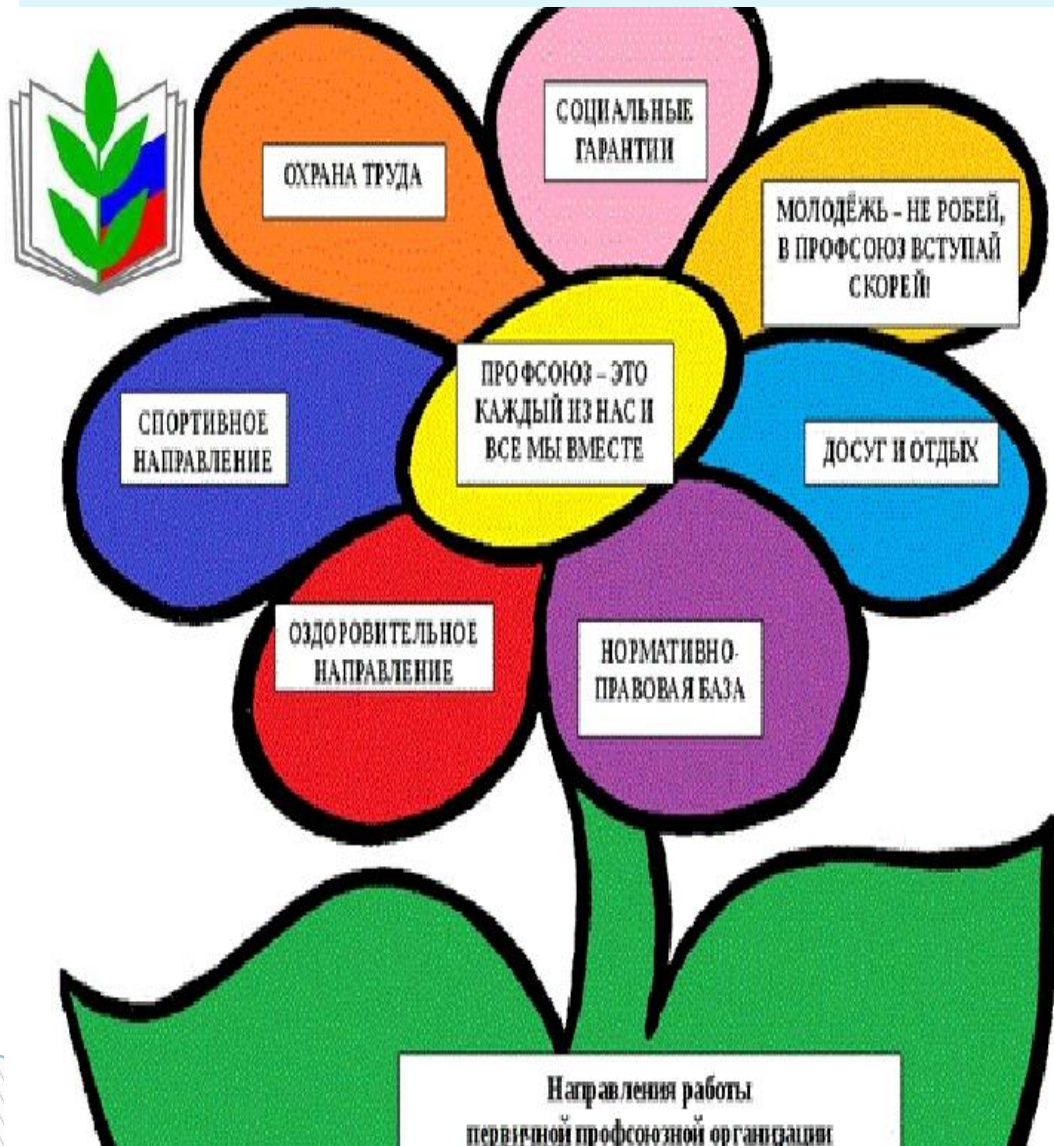 СОЦИАЛЬНЫЕ
ГАРАНТИИ
ОХРАНА ТРУДА
МОЛОДЁЖЬ – НЕ РОБЕЙ,
В ПРОФСОЮЗ ВСТУПАЙ
СКОРЕЙ!
ПРОФСОЮЗ – ЭТО
КАЖДЫЙ ИЗ НАС И
ВСЕ МЫ ВМЕСТЕ
СПОРТИВНОЕ
НАПРАВЛЕНИЕ
ДОСУГ И ОТДЫХ
ОЗДОРОВИТЕЛЬНОЕ
НАПРАВЛЕНИЕ
НОРМАТИВНО-
ПРАВОВАЯ БАЗА
Направления работы
первичной профсоюзной организации